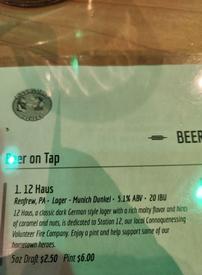 BEER
Beer on Tap
1. 12 Haus
Renfrew, PA - Lager - Munich Dunkel - 5.1% ABV - 20 IBU
12 Haus, a classic dark German style lager with a rich malty flavor and hints
of caramel and nuts, is dedicated to Station 12, our local Connoquenessing
Volunteer Fire Company. Enjoy a pint and help support some of our
hometown heroes.
5oz Draft $2.50 Pint $6.00